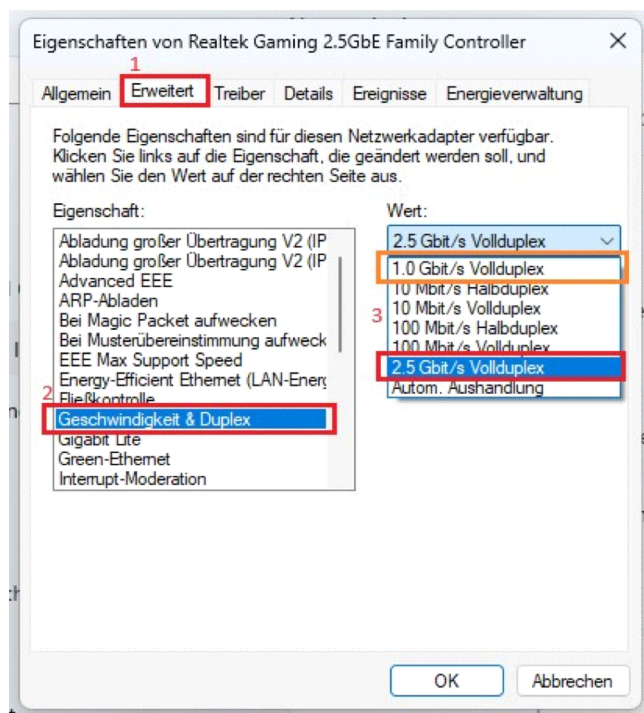 Eigenschaften von Realtek Gaming 2.5GbE Family Controller
1
Allgemein Erweitert Treiber Details Ereignisse Energieverwaltung
Folgende Eigenschaften sind für diesen Netzwerkadapter verfügbar.
Klicken Sie links auf die Eigenschaft, die geändert werden soll, und
wählen Sie den Wert auf der rechten Seite aus.
Eigenschaft:
Abladung großer Übertragung V2 (IP
Abladung großer Übertragung V2 (IP
Advanced EEE
ARP-Abladen
Bei Magic Packet aufwecken
Bei Musterübereinstimmung aufweck
EEE Max Support Speed
Energy-Efficient Ethernet (LAN-Energ
Fließkontrolle
2
Geschwindigkeit & Duplex
Gigabit Lite
Green-Ethernet
Interrupt-Moderation
Wert:
2.5 Gbit/s Vollduplex
1.0 Gbit/s Vollduplex
10 Mbit/s Halbduplex
10 Mbit/s Vollduplex
3
100 Mbit/s Halbduplex
100 Mbit/s Vollduplex
2.5 Gbit/s Vollduplex
Autom. Aushandlung
OK Abbrechen